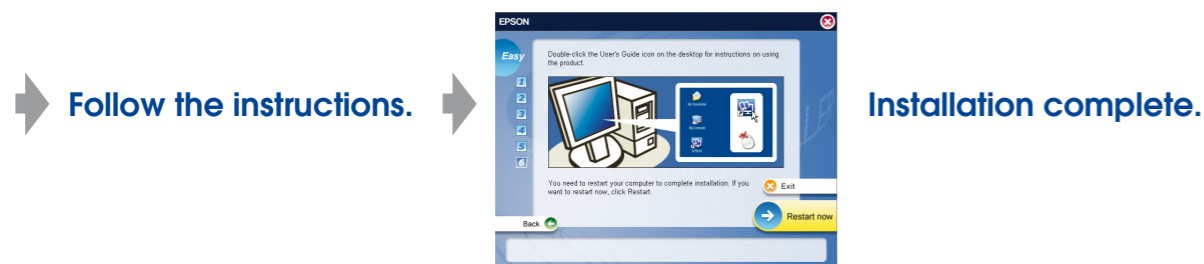 Follow the instructions.
EPSON
Easy
Double-click the User's Guide icon on the desktop for instructions on using
the product.
1
2
3
4
5
6
My Documents
My Computer
You need to restart your computer to complete installation. If you
want to restart now, click Restart.
Exit
Restart now
Back
Installation complete.